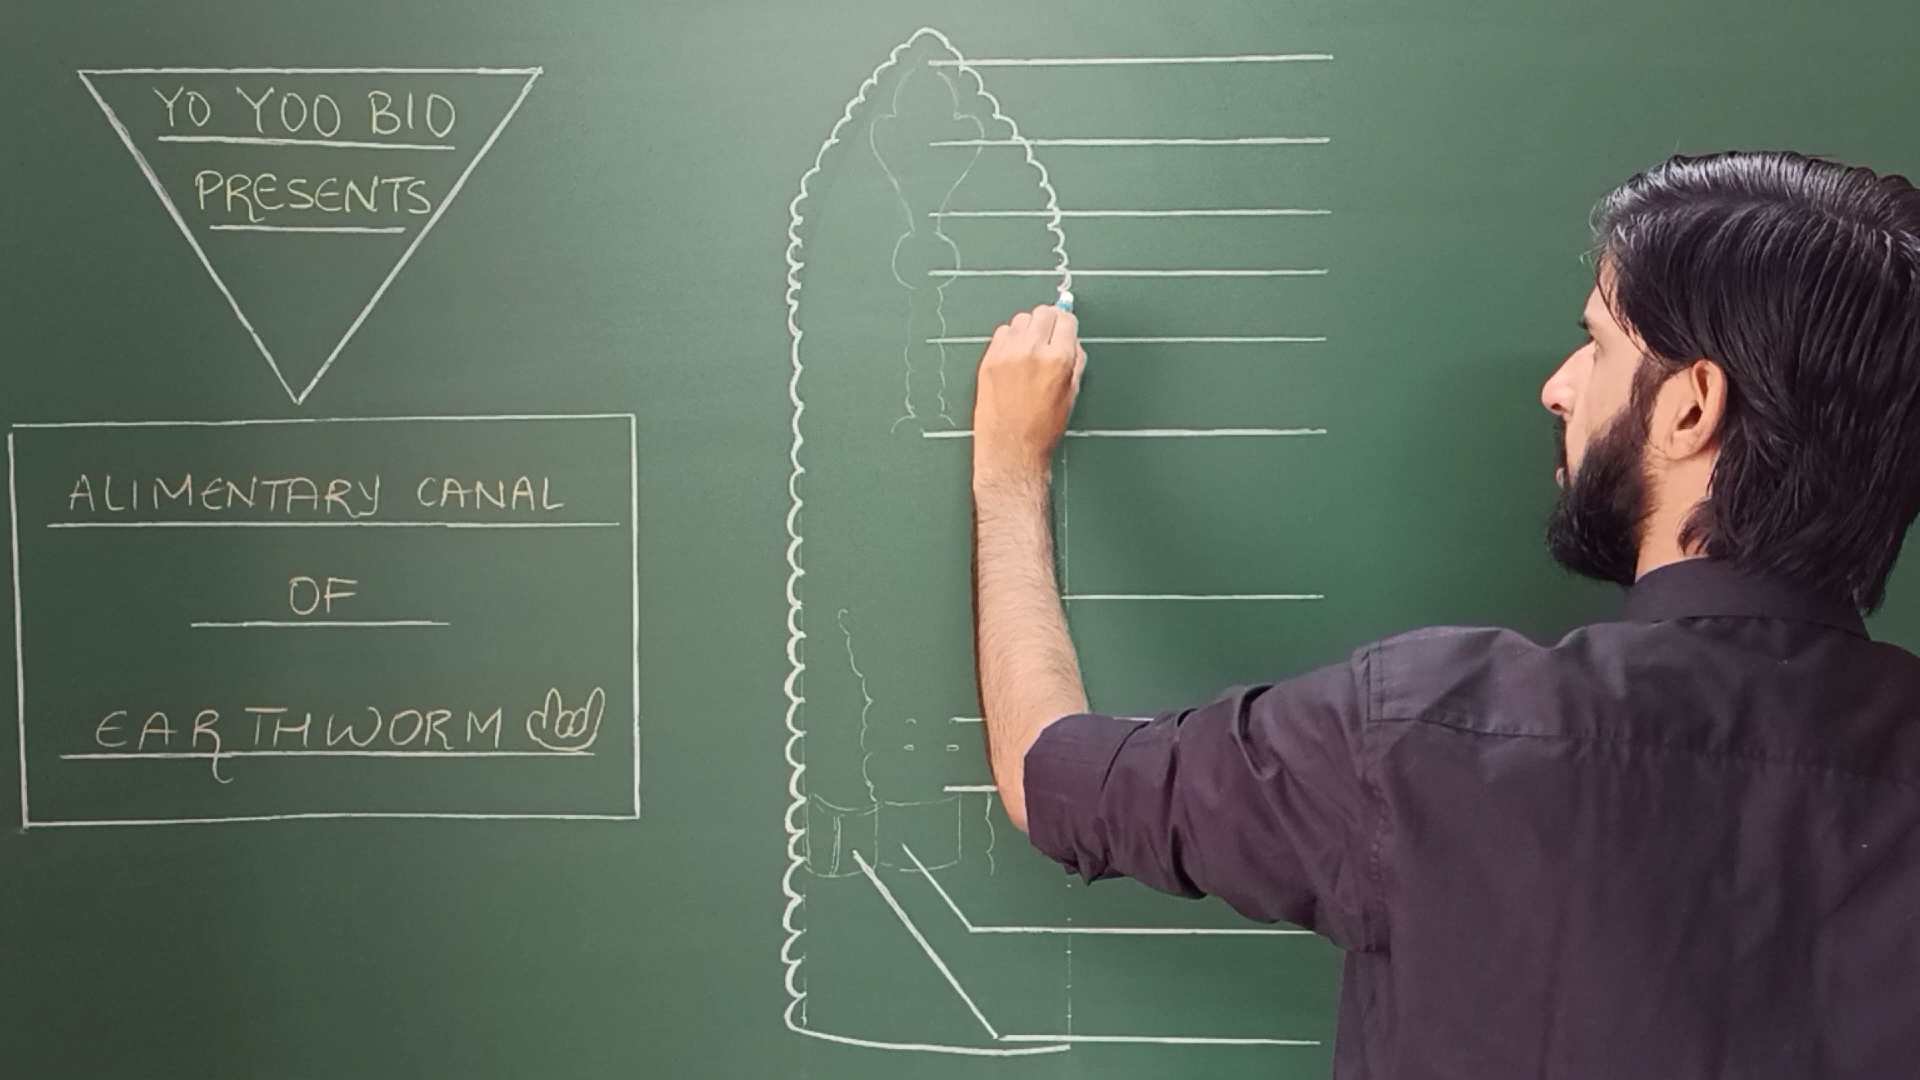 YO YOO BIO
PRESENTS
ALIMENTARY CANAL
OF
EARTHWORM